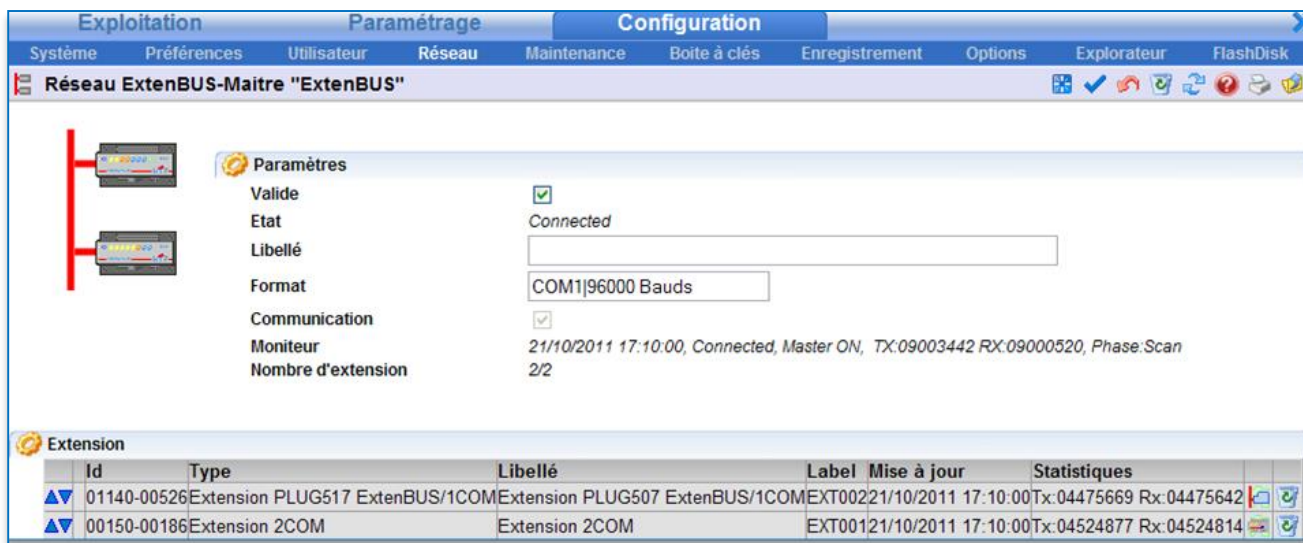 Exploitation Paramétrage Configuration
Système Préférences Utilisateur Réseau Maintenance Boite à clés Enregistrement Options Explorateur FlashDisk
Réseau ExtenBUS-Maitre "ExtenBUS"
Paramètres
Valide
Etat Connected
Libellé
Format COM1|96000 Bauds
Communication
Moniteur 21/10/2011 17:10:00, Connected, Master ON, TX:09003442 RX:09000520, Phase:Scan
Nombre d'extension 2/2
Extension
Id Type Libellé Label Mise à jour Statistiques
01140-00526 Extension PLUG517 ExtenBUS/1COM Extension PLUG507 ExtenBUS/1COM EXT002 21/10/2011 17:10:00 Tx:04475669 Rx:04475642
00150-00186 Extension 2COM Extension 2COM EXT001 21/10/2011 17:10:00 Tx:04524877 Rx:04524814